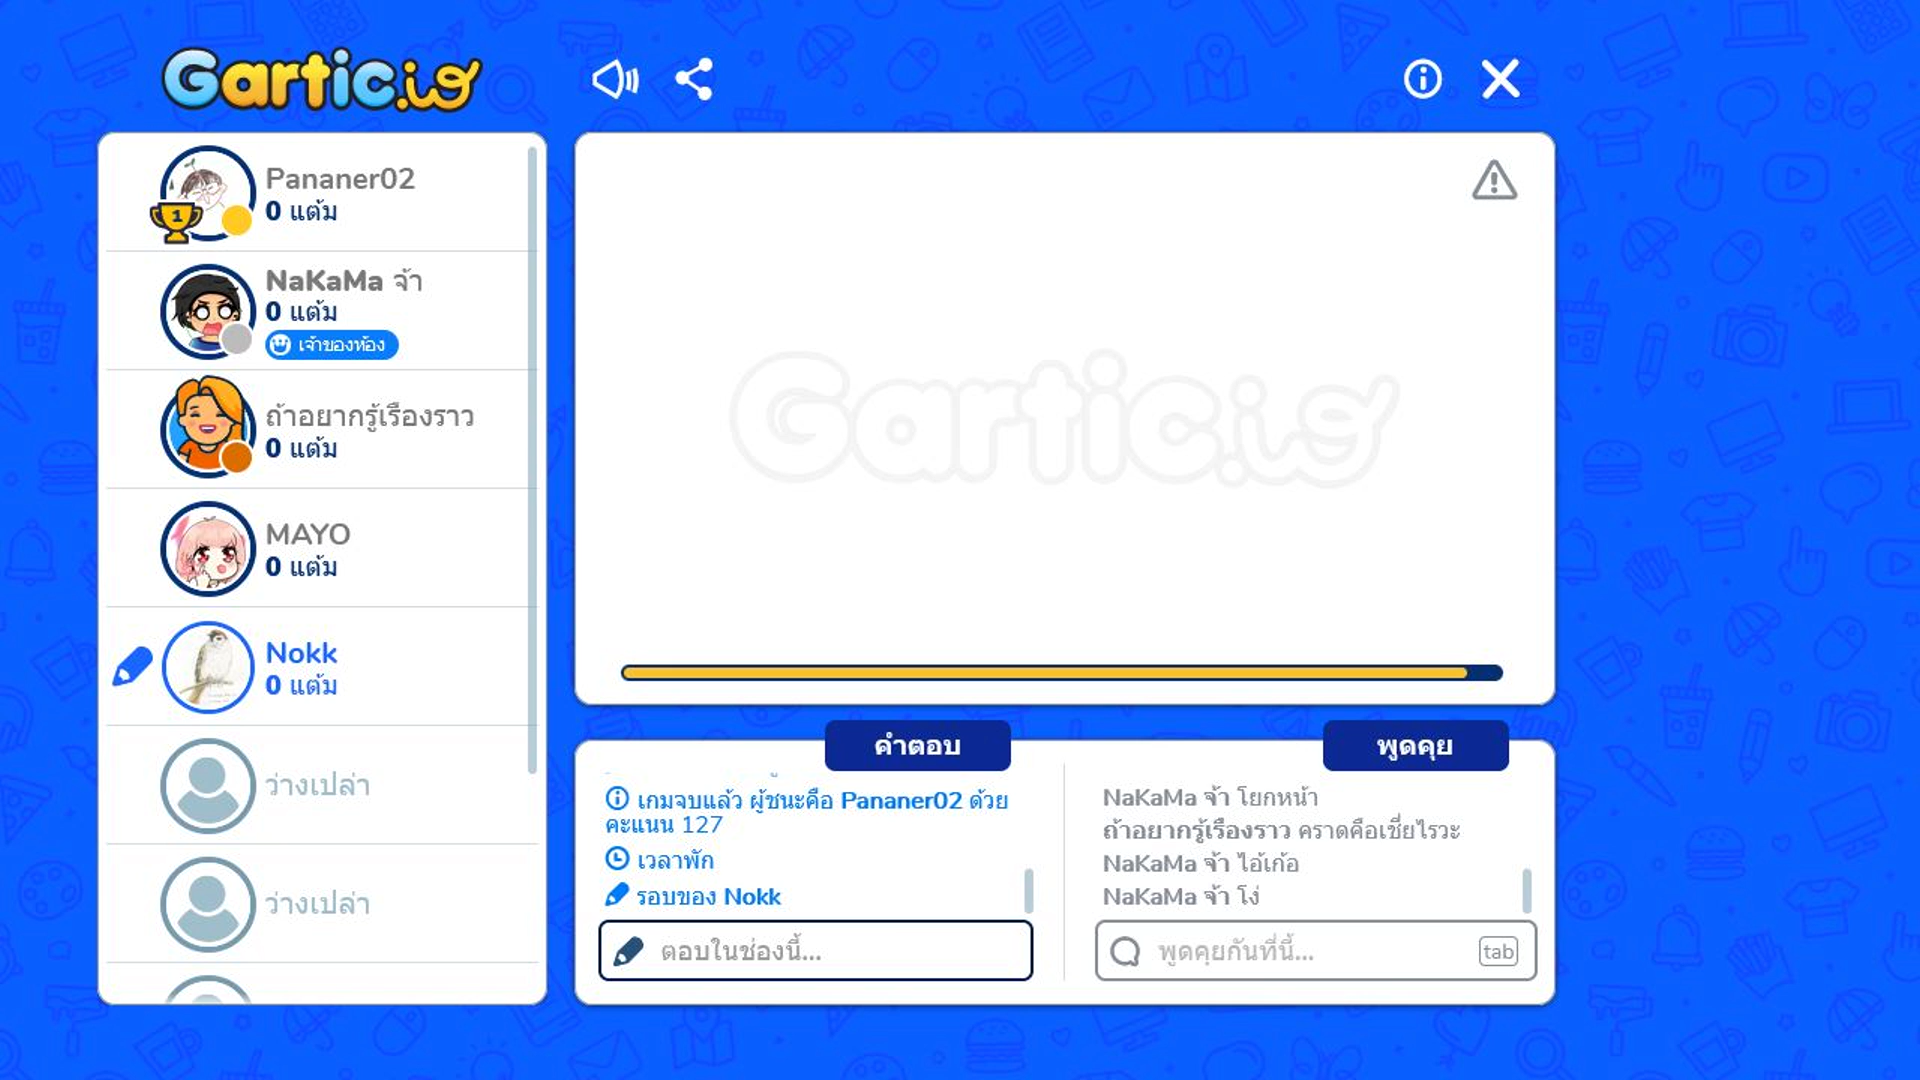 Gartic.io
Pananer02
0 แต้ม
1
NaKaMa จ้า
0 แต้ม
เจ้าของห้อง
ถ้าอยากรู้เรื่องราว
0 แต้ม
MAYO
0 แต้ม
Nokk
0 แต้ม
ว่างเปล่า
ว่างเปล่า
Gartic.io
คำตอบ
เกมจบแล้ว ผู้ชนะคือ Pananer02 ด้วย
คะแนน 127
เวลาพัก
รอบของ Nokk
ตอบในช่องนี้...
พูดคุย
NaKaMa จ้า โยกหน้า
ถ้าอยากรู้เรื่องราว คราดคือเชี่ยไรวะ
NaKaMa จ้า ไอ้เก้อ
NaKaMa จ้า โง่
พูดคุยกันที่นี้...
tab